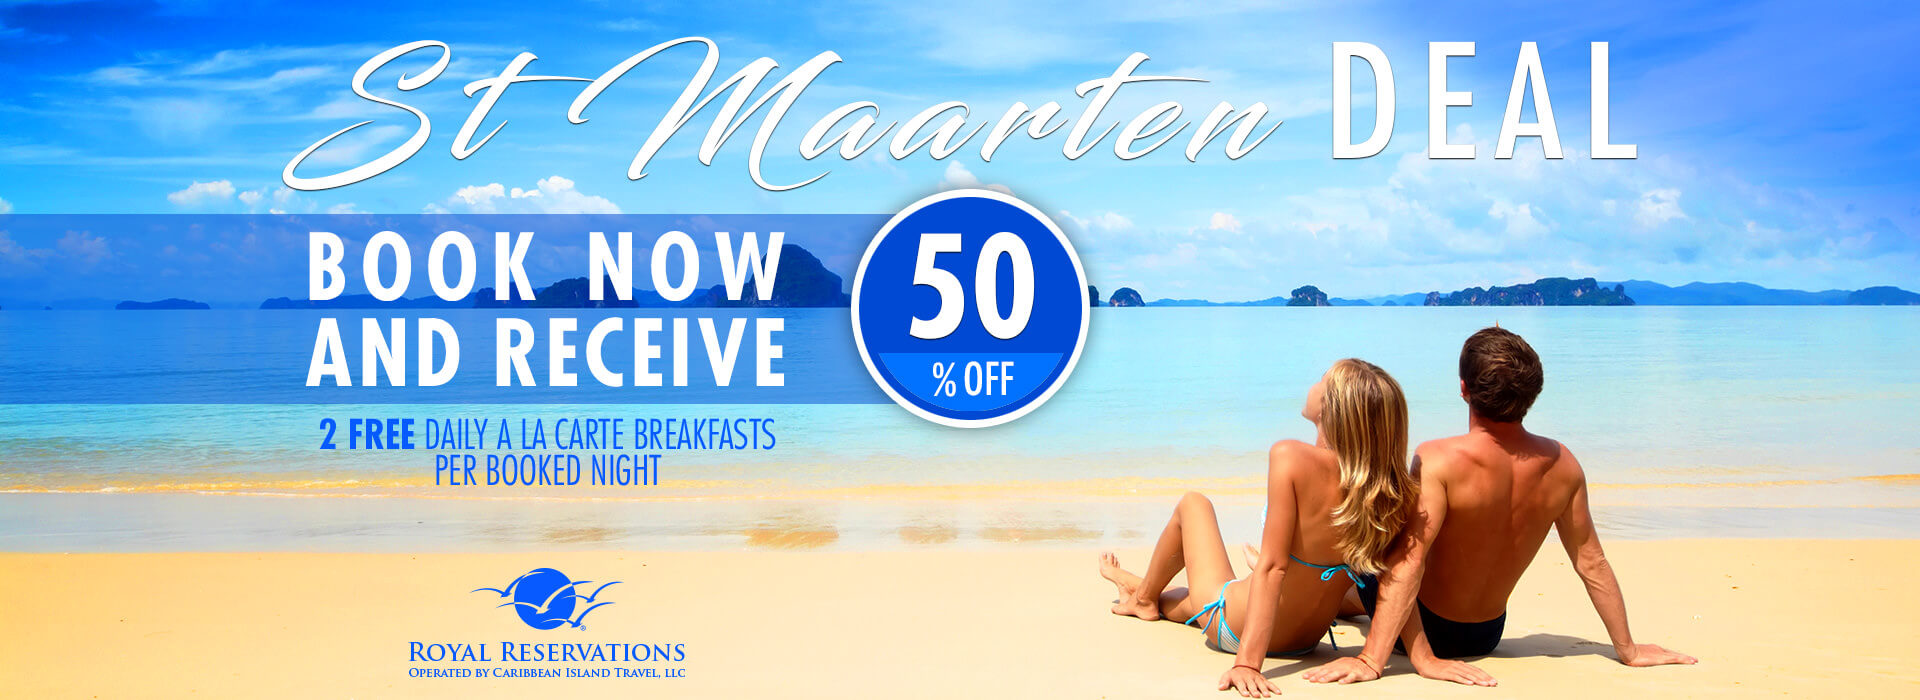 St Maarten DEAL
BOOK NOW
AND RECEIVE
50
% OFF
2 FREE DAILY A LA CARTE BREAKFASTS
PER BOOKED NIGHT
®
ROYAL RESERVATIONS
OPERATED BY CARIBBEAN ISLAND TRAVEL, LLC